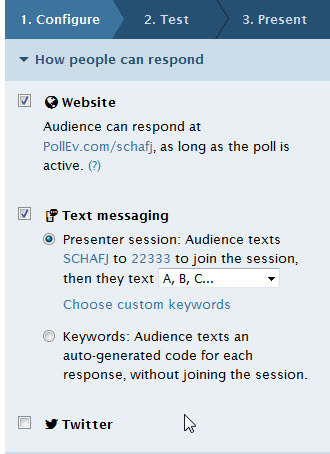 1. Configure 2. Test 3. Present
How people can respond
Website
Audience can respond at
PollEv.com/schafj, as long as the poll is
active. (?)
Text messaging
Presenter session: Audience texts
SCHAFJ to 22333 to join the session,
then they text A, B, C...
Choose custom keywords
Keywords: Audience texts an
auto-generated code for each
response, without joining the session.
Twitter